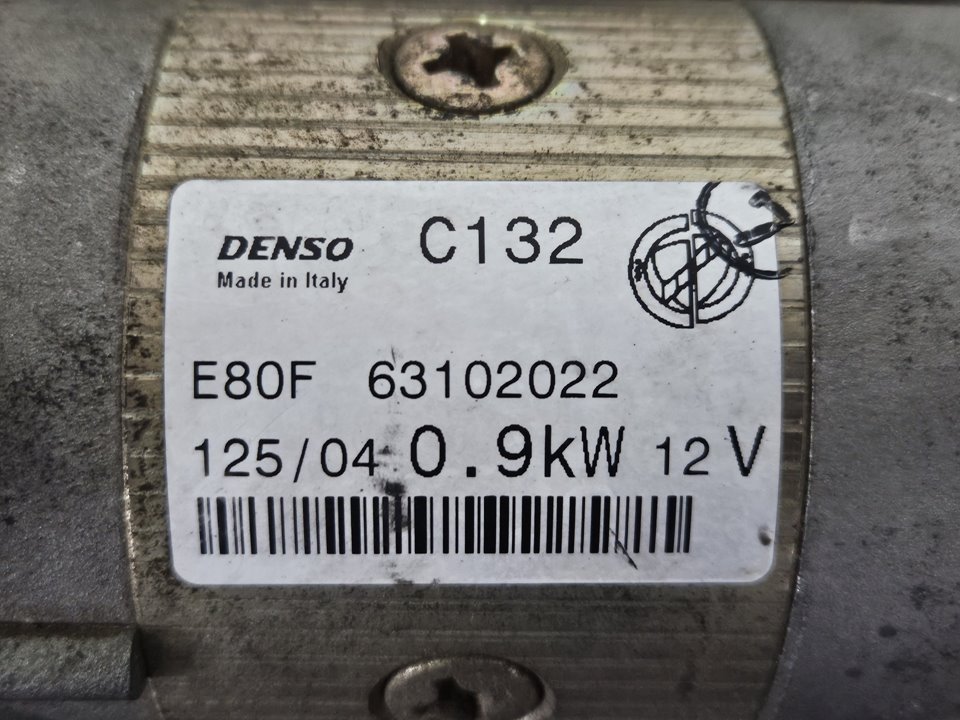 DENSO C132
Made in Italy
E80F 63102022
125/04 0.9kW 12 V